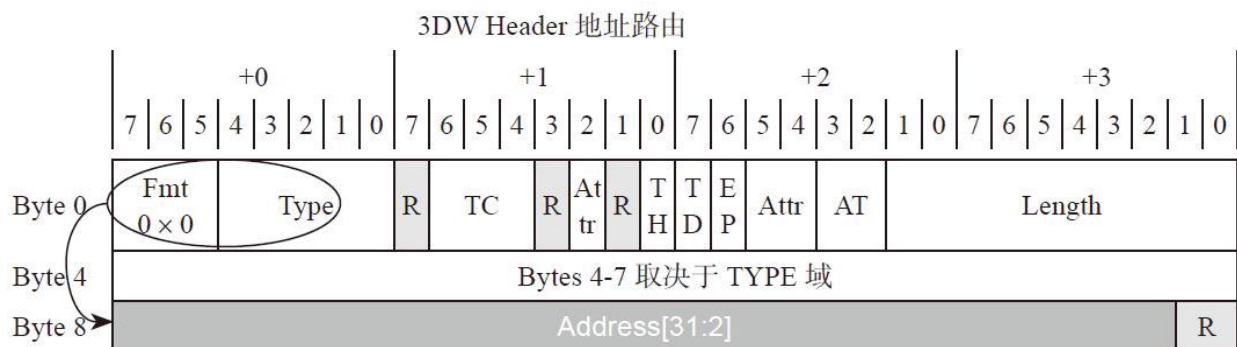 3DW Header 地址路由
+0 +1 +2 +3
7 6 5 4 3 2 1 0 7 6 5 4 3 2 1 0 7 6 5 4 3 2 1 0 7 6 5 4 3 2 1 0
Byte 0 Fmt 0 × 0 Type R TC R At tr R T H T D E P Attr AT Length
Byte 4 Bytes 4-7 取决于 TYPE 域
Byte 8 Address[31:2] R